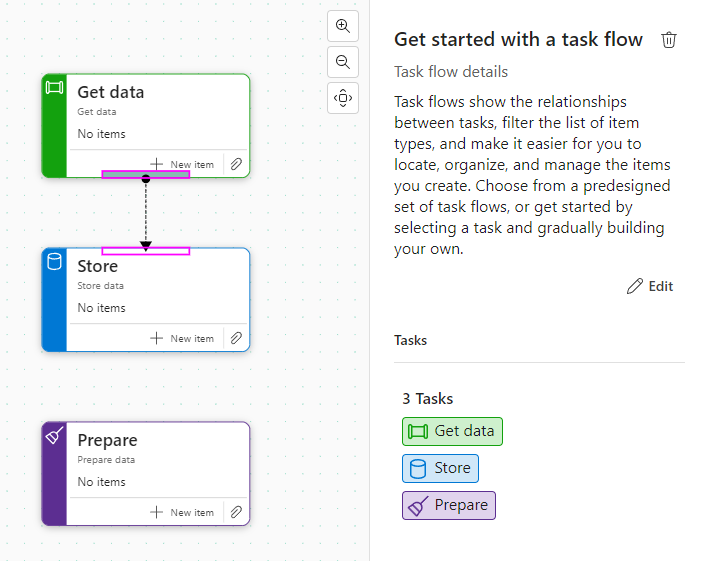 Get data
Get data
No items
New item
Store
Store data
No items
New item
Prepare
Prepare data
No items
New item
Get started with a task flow
Task flow details
Task flows show the relationships
between tasks, filter the list of item
types, and make it easier for you to
locate, organize, and manage the items
you create. Choose from a predesigned
set of task flows, or get started by
selecting a task and gradually building
your own.
Edit
Tasks
3 Tasks
Get data
Store
Prepare